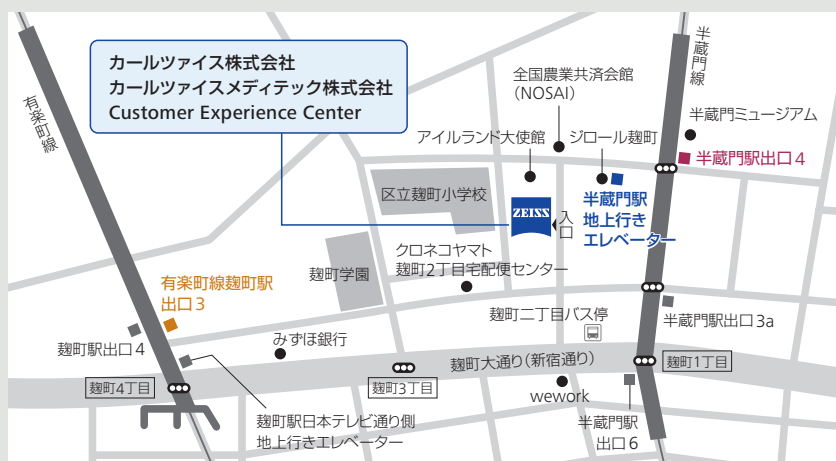 カールツァイス株式会社
カールツァイスメディテック株式会社
Customer Experience Center
有楽町線
半蔵門線
全国農業共済会館
(NOSAI)
半蔵門ミュージアム
アイルランド大使館
ジロール麹町
半蔵門駅出口4
区立麹町小学校
ZEISS
入口
半蔵門駅
地上行き
エレベーター
クロネコヤマト
麹町2丁目宅配便センター
麹町学園
有楽町線麹町駅
出口3
麹町二丁目バス停
半蔵門駅出口3a
麹町駅出口4
みずほ銀行
麹町大通り(新宿通り)
麹町1丁目
麹町4丁目
麹町3丁目
wework
麹町駅日本テレビ通り側
地上行きエレベーター
半蔵門駅
出口6